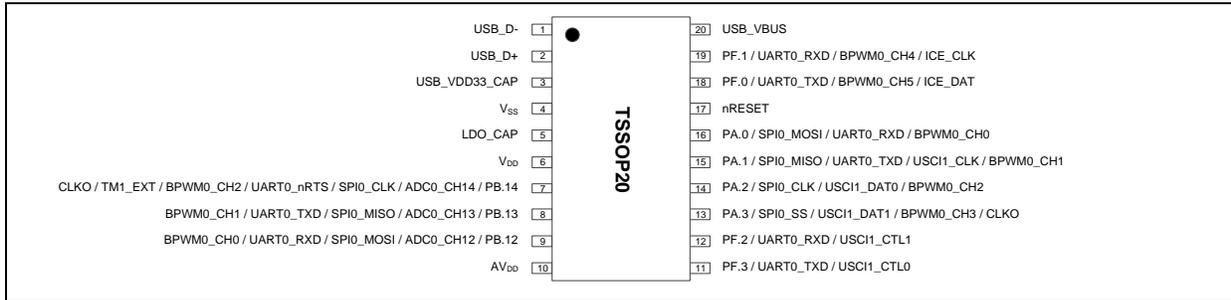 USB_D- 1
USB_D+ 2
USB_VDD33_CAP 3
VSS 4
LDO_CAP 5
VDD 6
CLKO / TM1_EXT / BPWM0_CH2 / UART0_nRTS / SPI0_CLK / ADC0_CH14 / PB.14 7
BPWM0_CH1 / UART0_TXD / SPI0_MISO / ADC0_CH13 / PB.13 8
BPWM0_CH0 / UART0_RXD / SPI0_MOSI / ADC0_CH12 / PB.12 9
AVDD 10
TSSOP20
20 USB_VBUS
19 PF.1 / UART0_RXD / BPWM0_CH4 / ICE_CLK
18 PF.0 / UART0_TXD / BPWM0_CH5 / ICE_DAT
17 nRESET
16 PA.0 / SPI0_MOSI / UART0_RXD / BPWM0_CH0
15 PA.1 / SPI0_MISO / UART0_TXD / USCI1_CLK / BPWM0_CH1
14 PA.2 / SPI0_CLK / USCI1_DAT0 / BPWM0_CH2
13 PA.3 / SPI0_SS / USCI1_DAT1 / BPWM0_CH3 / CLKO
12 PF.2 / UART0_RXD / USCI1_CTL1
11 PF.3 / UART0_TXD / USCI1_CTL0